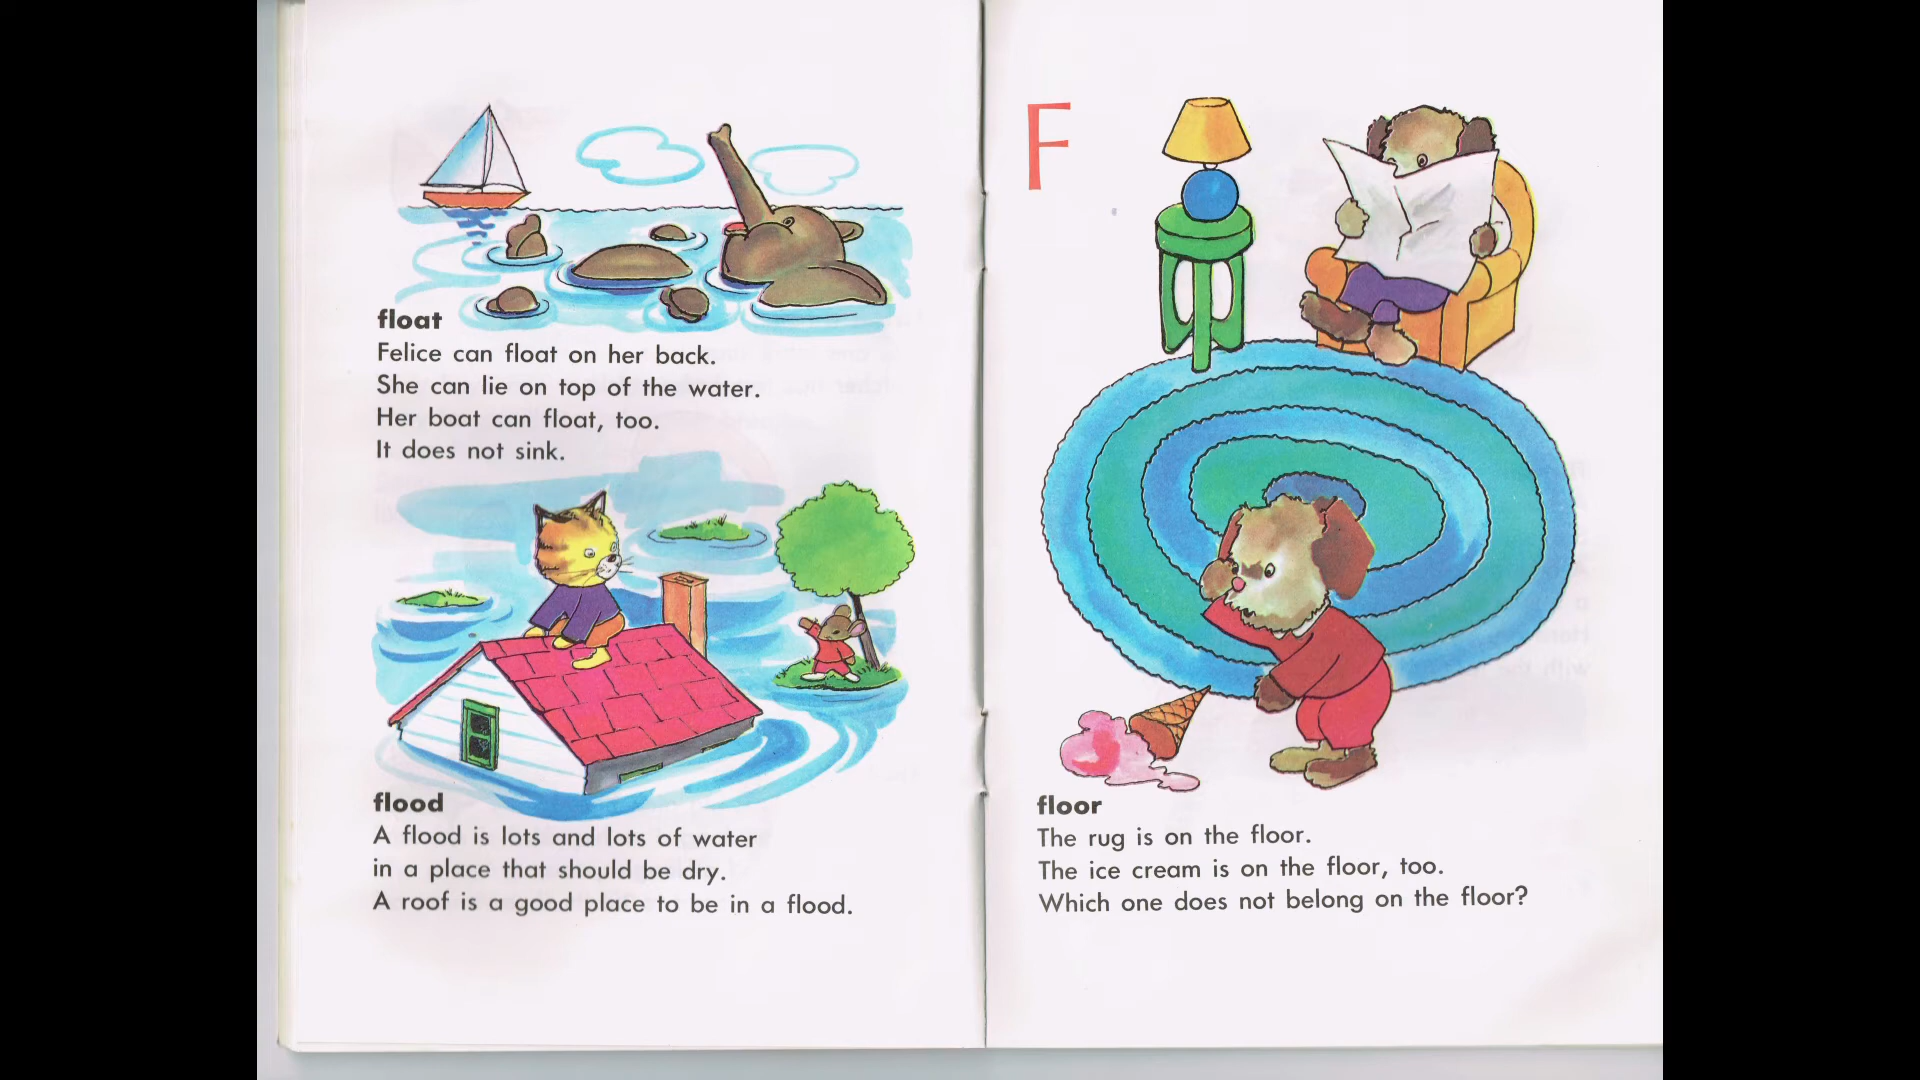 float
Felice can float on her back.
She can lie on top of the water.
Her boat can float, too.
It does not sink.
flood
A flood is lots and lots of water
in a place that should be dry.
A roof is a good place to be in a flood.
F
floor
The rug is on the floor.
The ice cream is on the floor, too.
Which one does not belong on the floor?